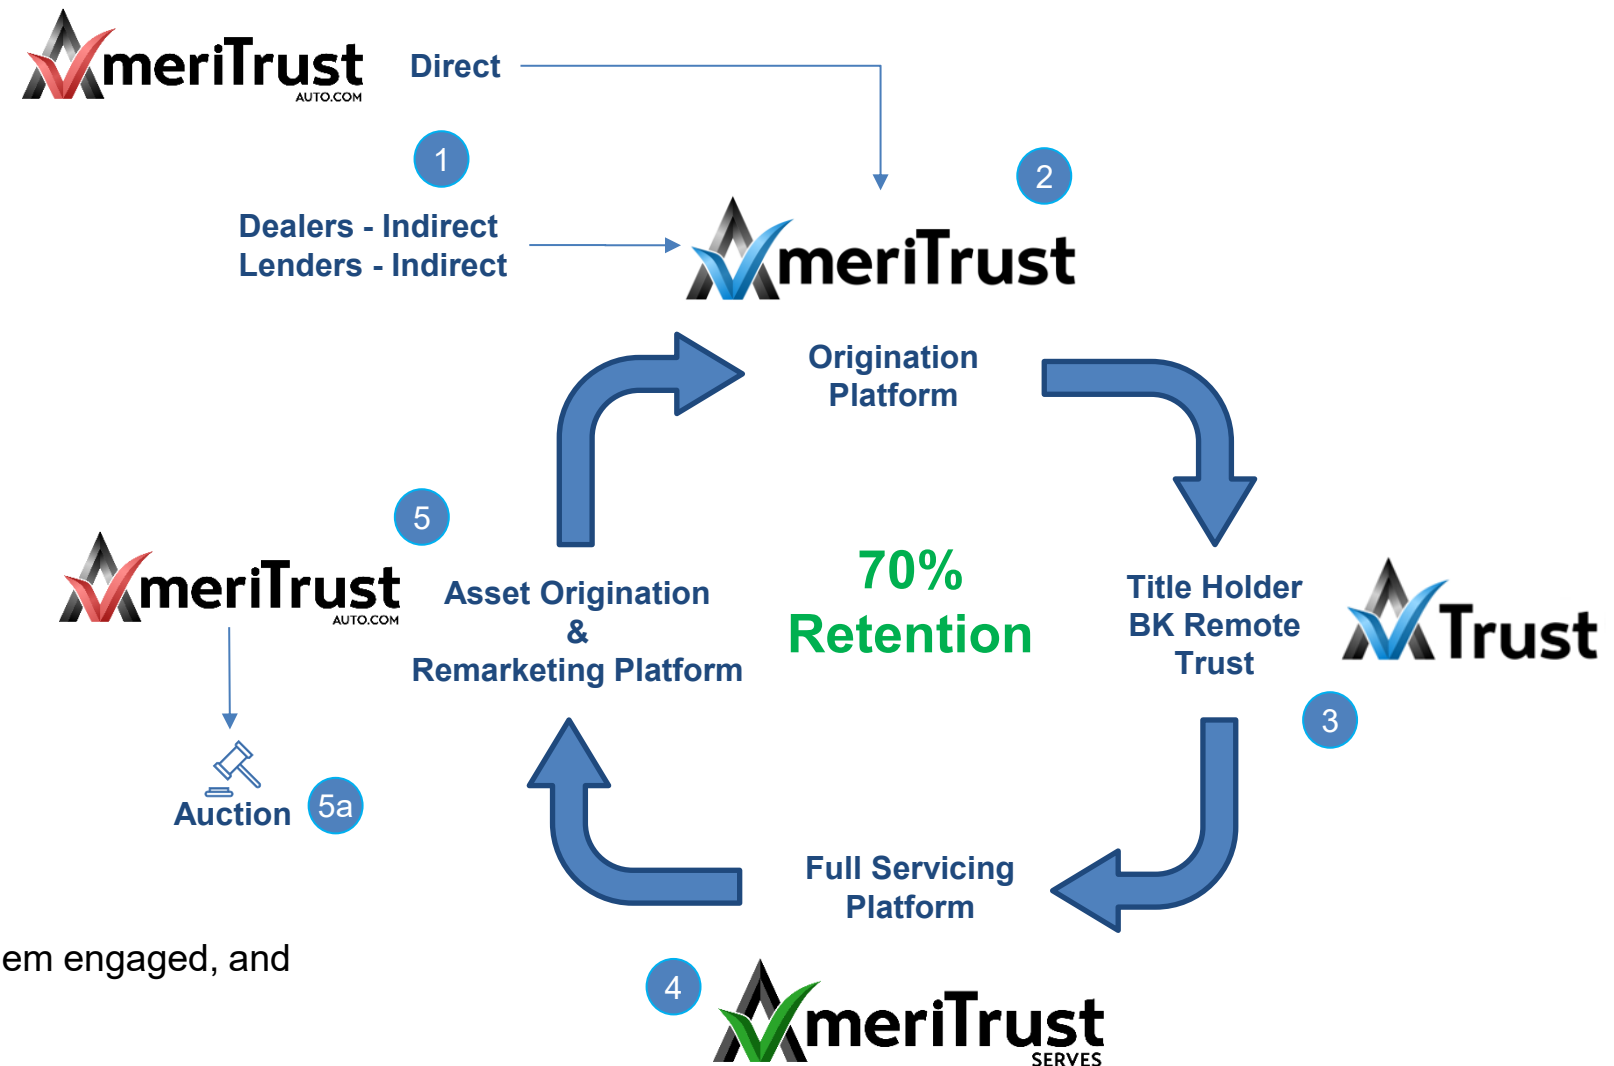 AmeriTrust
AUTO.COM
Direct
1
2
Dealers - Indirect
Lenders - Indirect
AmeriTrust
Origination
Platform
5
AmeriTrust
AUTO.COM
Asset Origination
&
Remarketing Platform
70%
Retention
Title Holder
BK Remote
Trust
A Trust
3
Auction
5a
Full Servicing
Platform
em engaged, and
4
AmeriTrust
SERVES